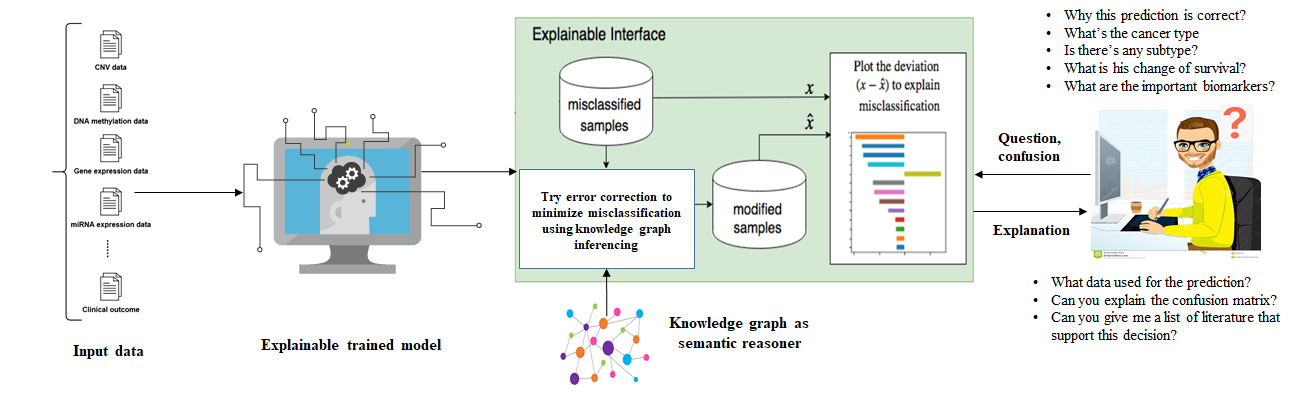 CNV data
DNA methylation data
Gene expression data
miRNA expression data
Clinical outcome
Input data
Explainable trained model
Explainable Interface
misclassified
samples
Try error correction to
minimize misclassification
using knowledge graph
inferencing
modified
samples
x
x̂
Plot the deviation
(x − x̂) to explain
misclassification
Knowledge graph as
semantic reasoner
Question,
confusion
Explanation
• Why this prediction is correct?
• What's the cancer type
• Is there's any subtype?
• What is his change of survival?
• What are the important biomarkers?
?
• What data used for the prediction?
• Can you explain the confusion matrix?
• Can you give me a list of literature that
support this decision?